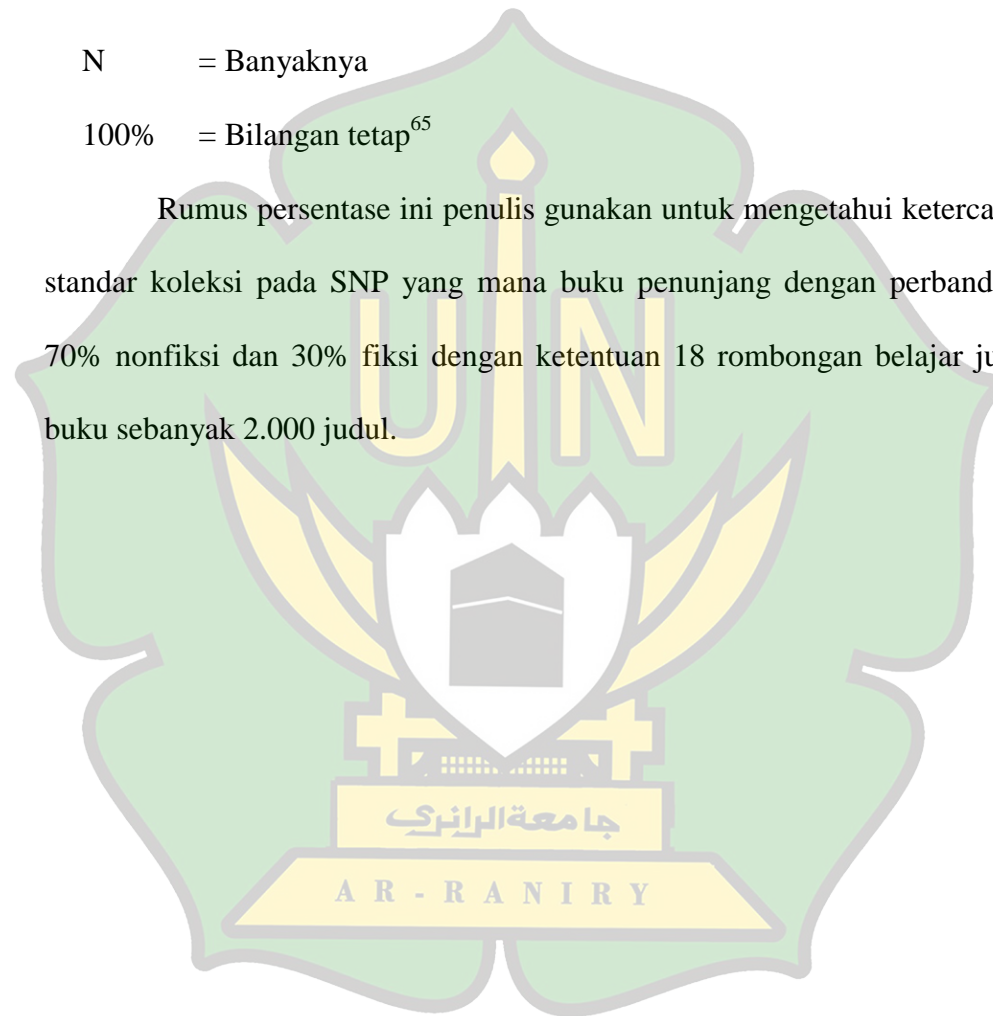 N = Banyaknya
100% = Bilangan tetap65
Rumus persentase ini penulis gunakan untuk mengetahui keterca
standar koleksi pada SNP yang mana buku penunjang dengan perband
70% nonfiksi dan 30% fiksi dengan ketentuan 18 rombongan belajar ju
buku sebanyak 2.000 judul.
UIN
جامعة الرانري
AR-RANIRY